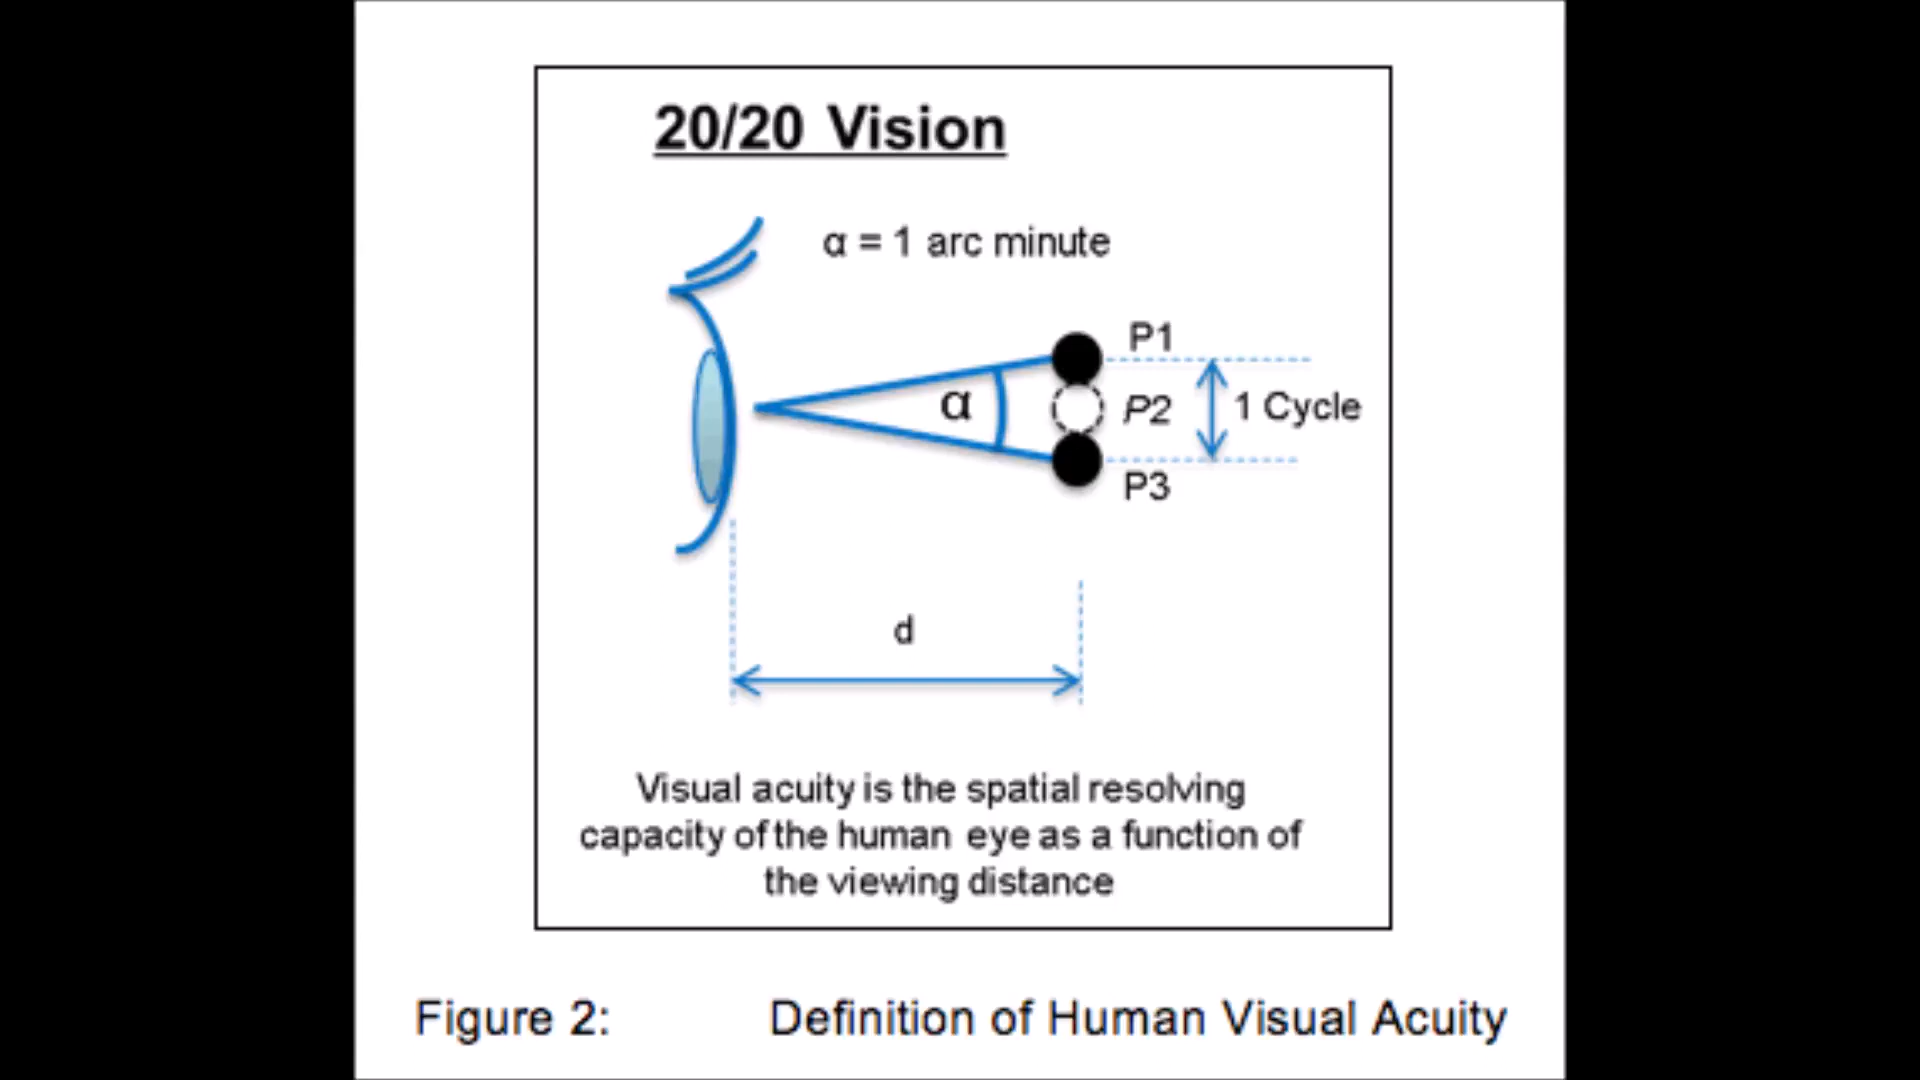 20/20 Vision
α = 1 arc minute
P1
α
P2
1 Cycle
P3
d
Visual acuity is the spatial resolving
capacity of the human eye as a function of
the viewing distance
Figure 2: Definition of Human Visual Acuity